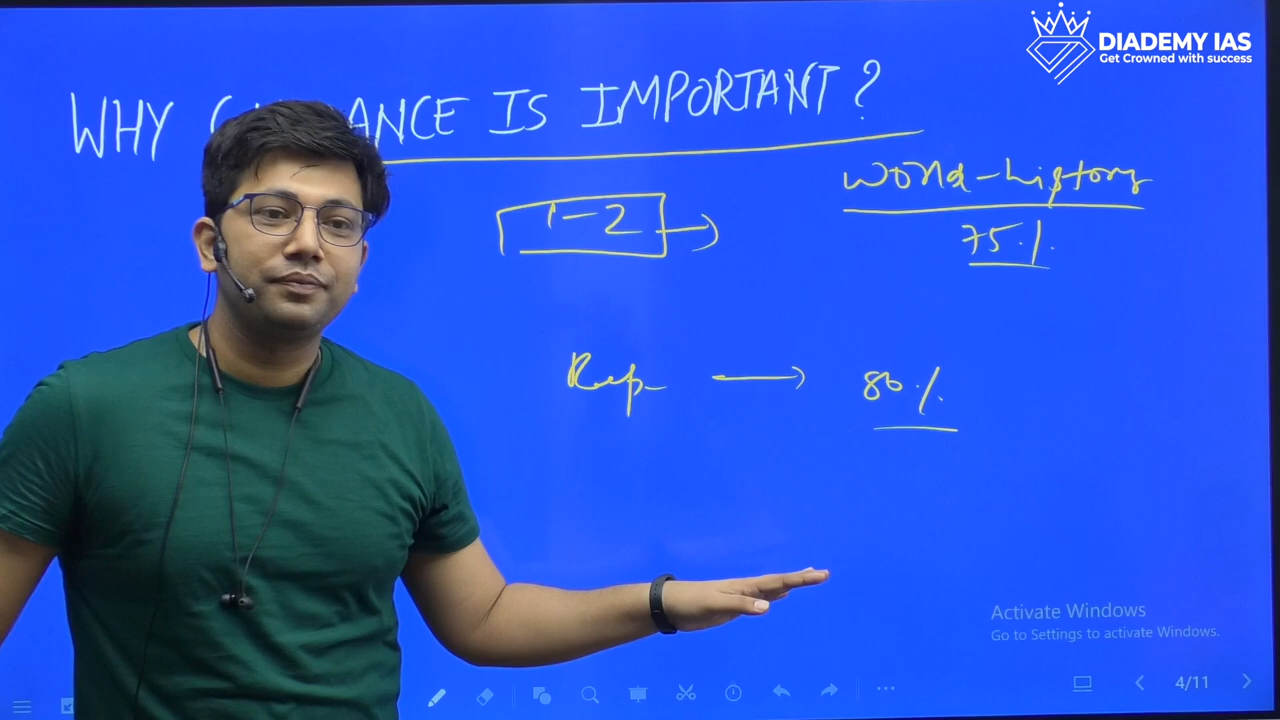 DIADEMY IAS
Get Crowned with success
WHY ANCE IS IMPORTANT ?
World-History
1-2
75%
80%
Activate Windows
Go to Settings to activate Windows.
4/11